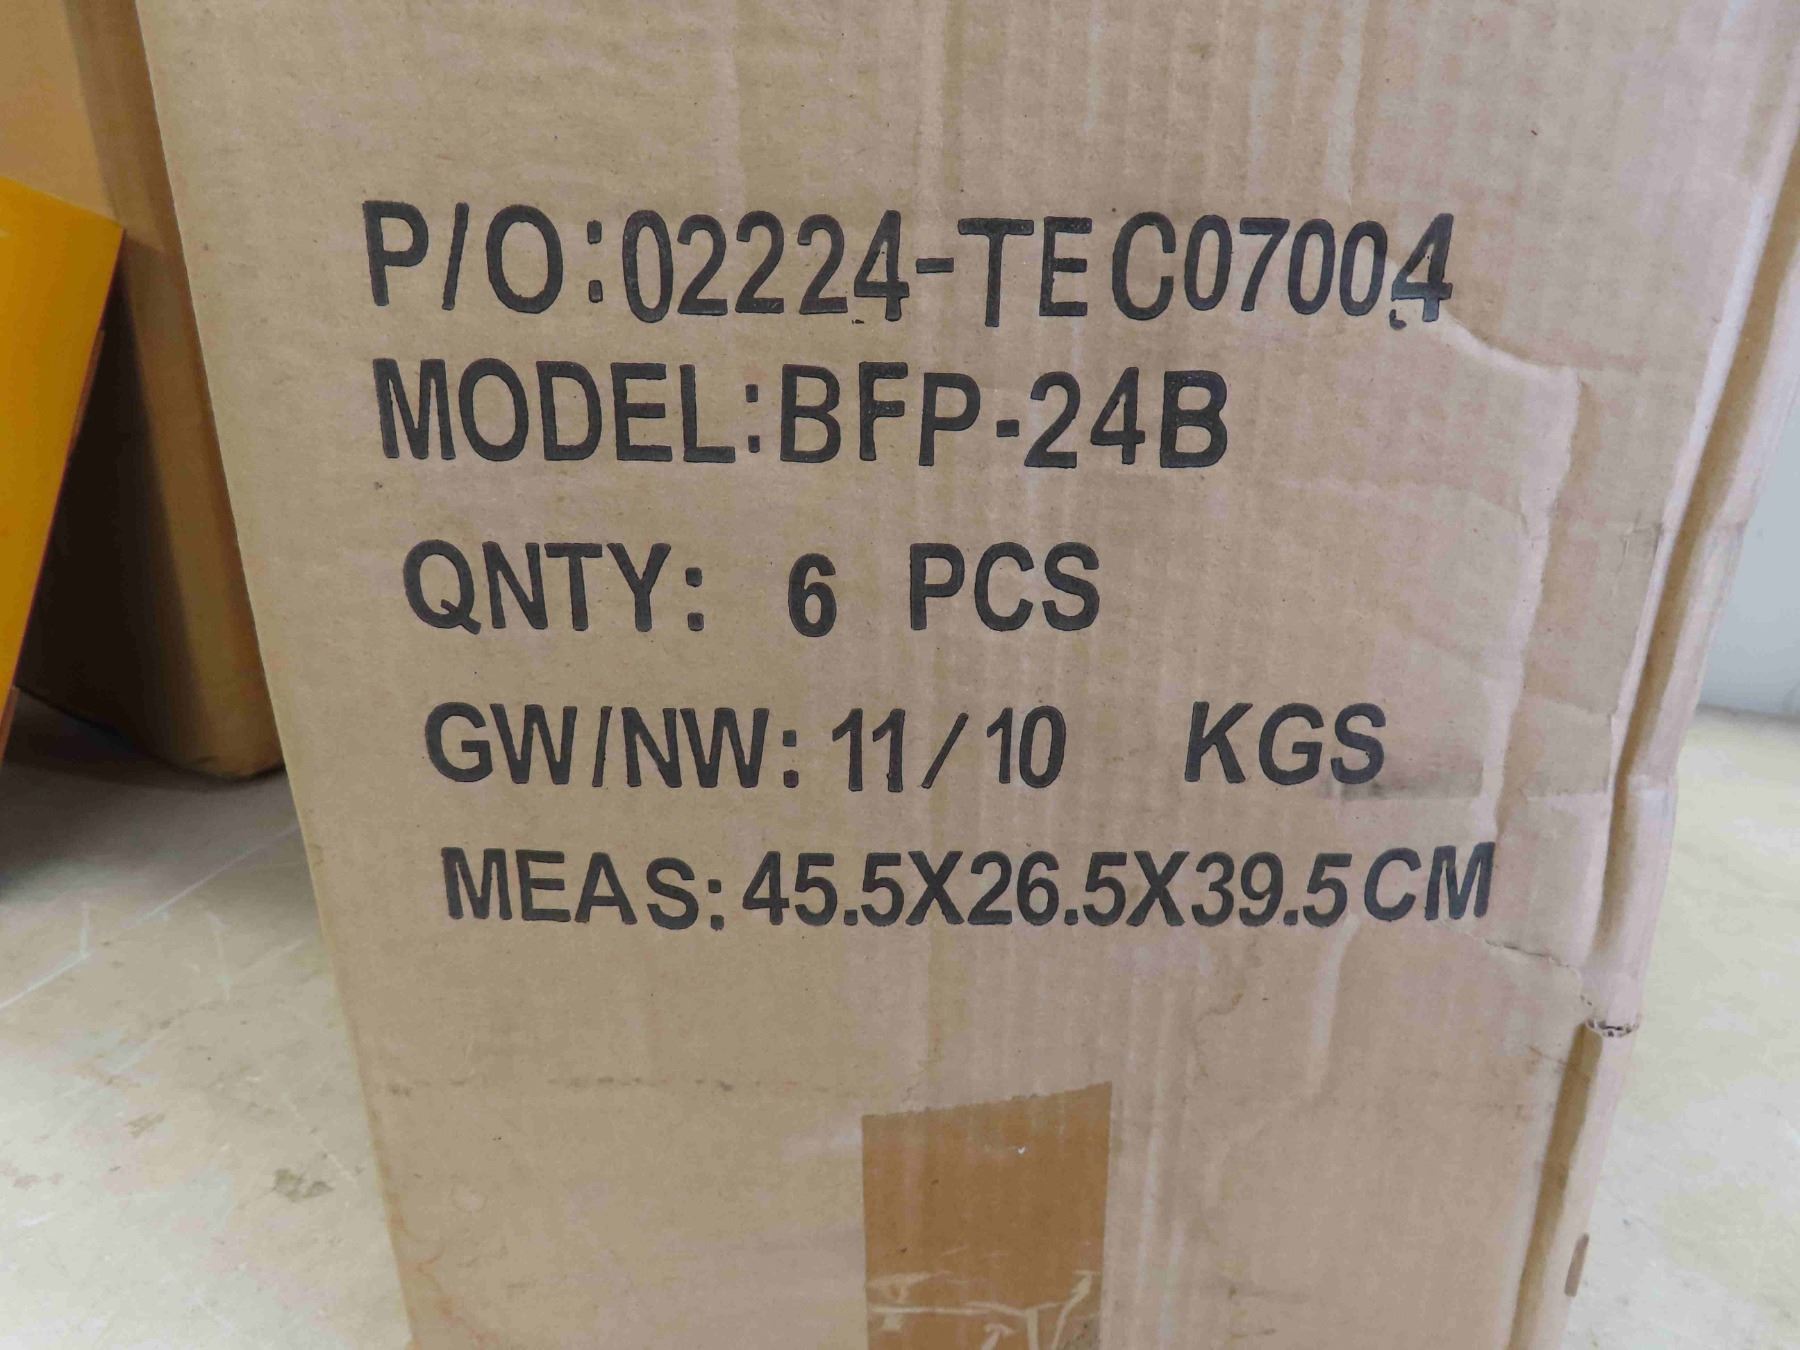 P/O:02224-TEC07004
MODEL:BFP-24B
QNTY: 6 PCS
GW/NW: 11/10 KGS
MEAS:45.5X26.5X39.5CM